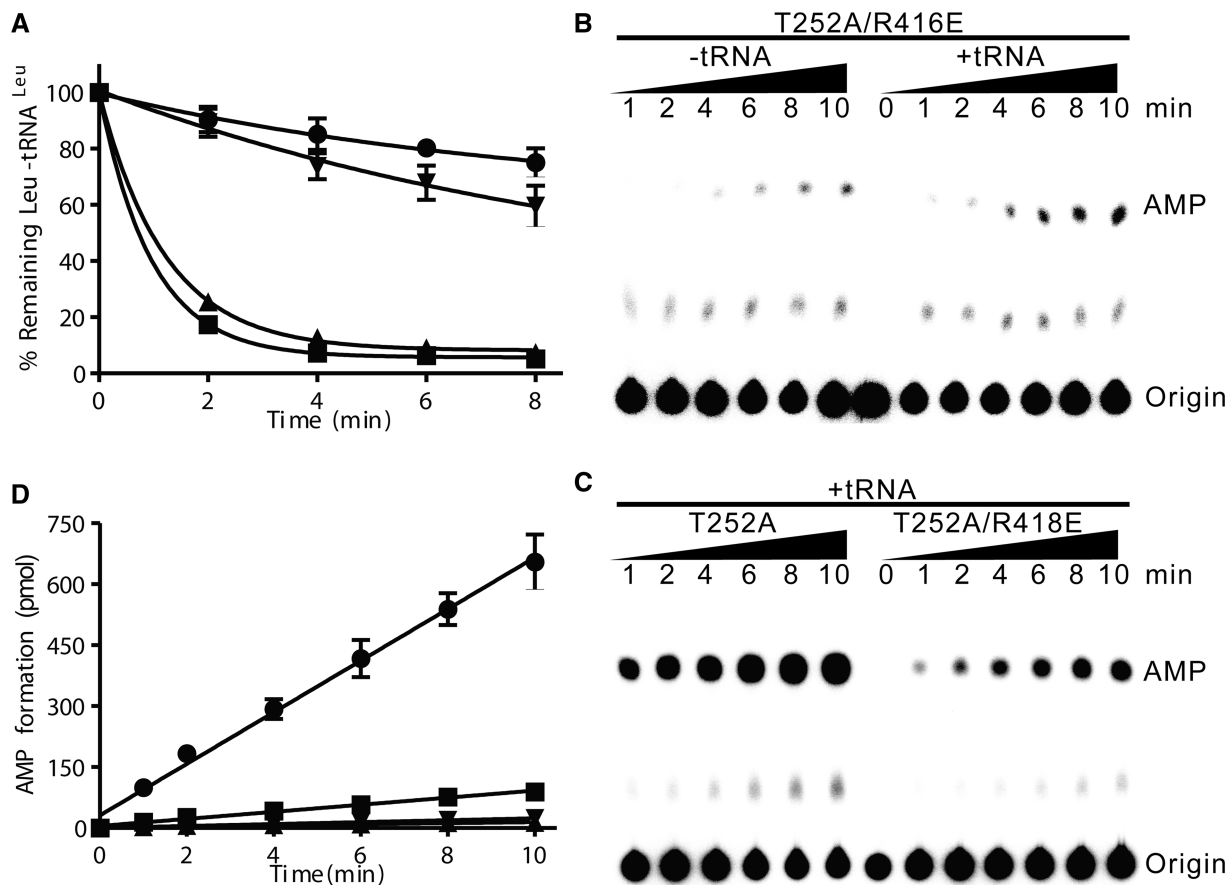 A
% Remaining Leu -tRNA Leu
100
80
60
40
20
0
0 2 4 6 8
Time (min)
B
T252A/R416E
-tRNA +tRNA
1 2 4 6 8 10 0 1 2 4 6 8 10 min
AMP
Origin
D
AMP formation (pmol)
750
600
450
300
150
0
0 2 4 6 8 10
Time(min)
C
+tRNA
T252A T252A/R418E
1 2 4 6 8 10 0 1 2 4 6 8 10 min
AMP
Origin